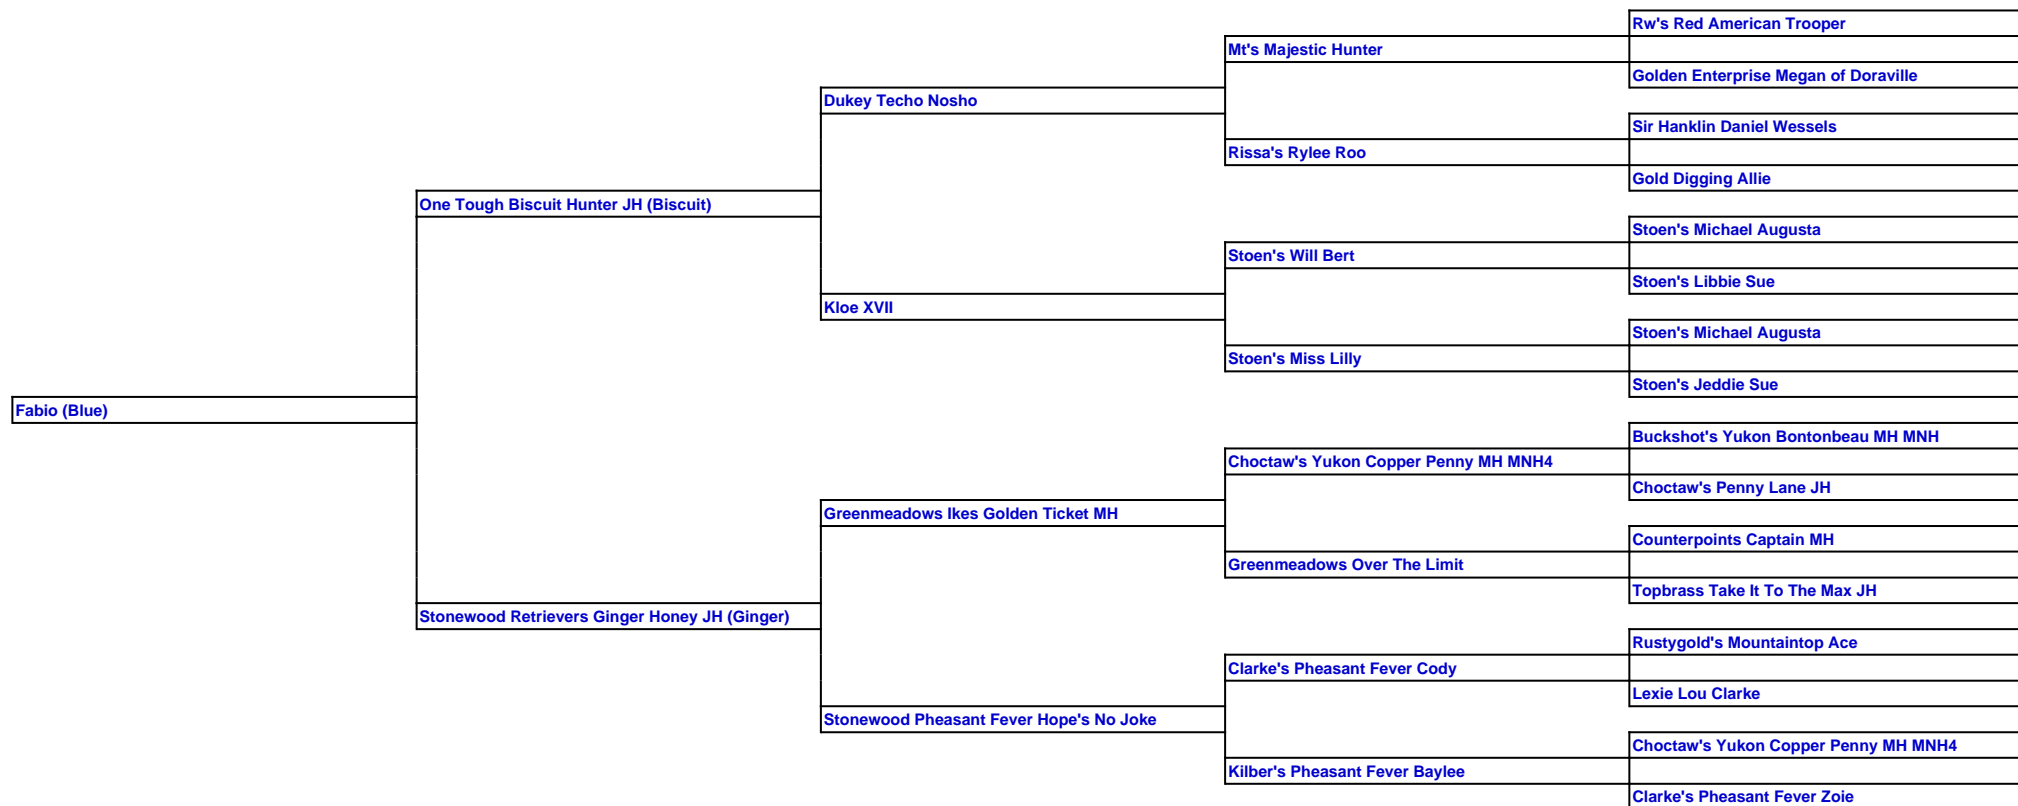 Rw's Red American Trooper
Mt's Majestic Hunter
Golden Enterprise Megan of Doraville
Dukey Techo Nosho
Sir Hanklin Daniel Wessels
Rissa's Rylee Roo
Gold Digging Allie
One Tough Biscuit Hunter JH (Biscuit)
Stoen's Michael Augusta
Stoen's Will Bert
Stoen's Libbie Sue
Kloe XVII
Stoen's Michael Augusta
Stoen's Miss Lilly
Stoen's Jeddie Sue
Fabio (Blue)
Buckshot's Yukon Bontonbeau MH MNH
Choctaw's Yukon Copper Penny MH MNH4
Choctaw's Penny Lane JH
Greenmeadows Ikes Golden Ticket MH
Counterpoints Captain MH
Greenmeadows Over The Limit
Topbrass Take It To The Max JH
Stonewood Retrievers Ginger Honey JH (Ginger)
Rustygold's Mountaintop Ace
Clarke's Pheasant Fever Cody
Lexie Lou Clarke
Stonewood Pheasant Fever Hope's No Joke
Choctaw's Yukon Copper Penny MH MNH4
Kilber's Pheasant Fever Baylee
Clarke's Pheasant Fever Zoie